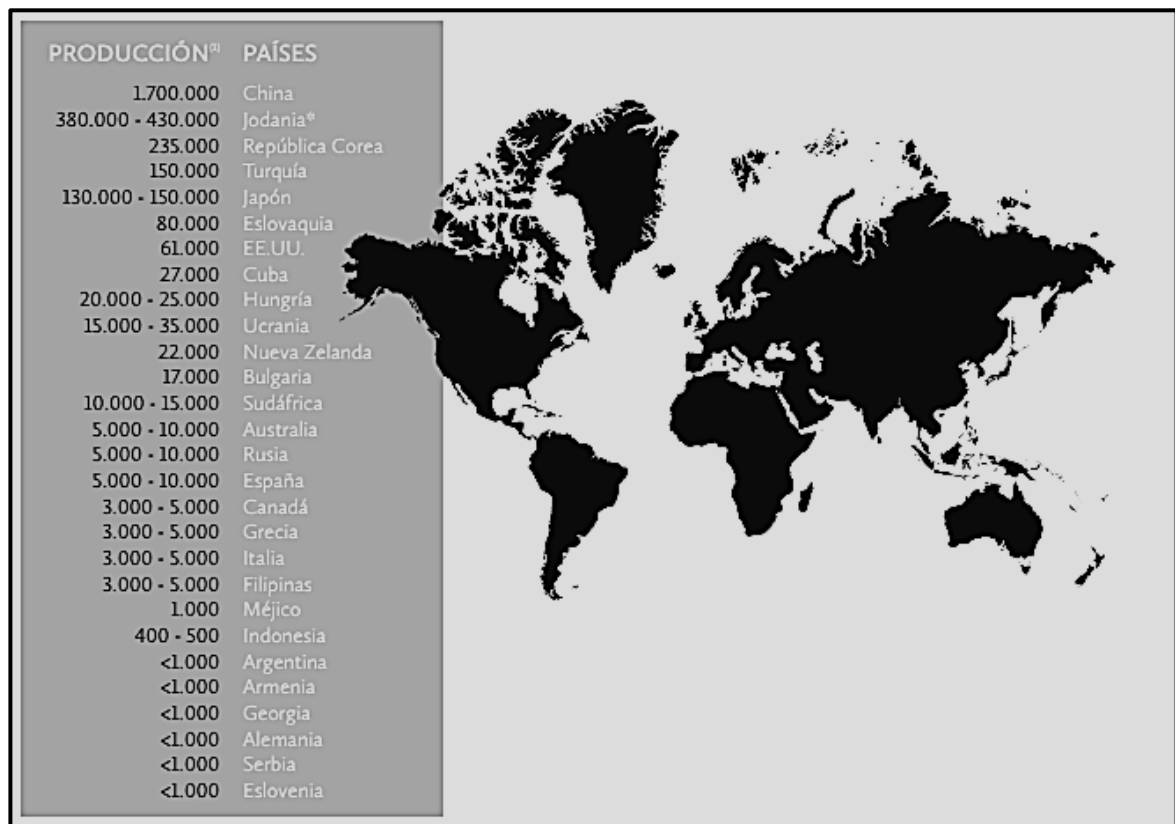 PRODUCCIÓN(1) PAÍSES
1.700.000 China
380.000 - 430.000 Jodania*
235.000 República Corea
150.000 Turquía
130.000 - 150.000 Japón
80.000 Eslovaquia
61.000 EE.UU.
27.000 Cuba
20.000 - 25.000 Hungría
15.000 - 35.000 Ucrania
22.000 Nueva Zelanda
17.000 Bulgaria
10.000 - 15.000 Sudáfrica
5.000 - 10.000 Australia
5.000 - 10.000 Rusia
5.000 - 10.000 España
3.000 - 5.000 Canadá
3.000 - 5.000 Grecia
3.000 - 5.000 Italia
3.000 - 5.000 Filipinas
1.000 Méjico
400 - 500 Indonesia
<1.000 Argentina
<1.000 Armenia
<1.000 Georgia
<1.000 Alemania
<1.000 Serbia
<1.000 Eslovenia